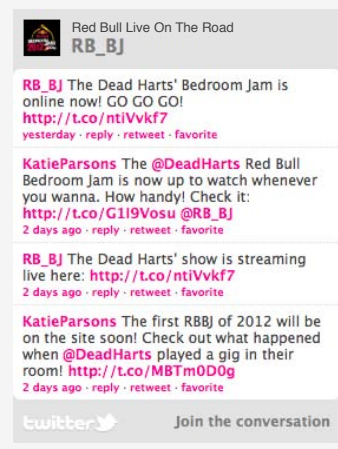 Red Bull Live On The Road
RB_BJ
RB_BJ The Dead Harts' Bedroom Jam is
online now! GO GO GO!
http://t.co/ntiVvkf7
yesterday · reply · retweet · favorite
KatieParsons The @DeadHarts Red Bull
Bedroom Jam is now up to watch whenever
you wanna. How handy! Check it:
http://t.co/G1l9Vosu @RB_BJ
2 days ago · reply · retweet · favorite
RB_BJ The Dead Harts' show is streaming
live here: http://t.co/ntiVvkf7
2 days ago · reply · retweet · favorite
KatieParsons The first RBBJ of 2012 will be
on the site soon! Check out what happened
when @DeadHarts played a gig in their
room! http://t.co/MBTm0D0g
2 days ago · reply · retweet · favorite
twitter Join the conversation